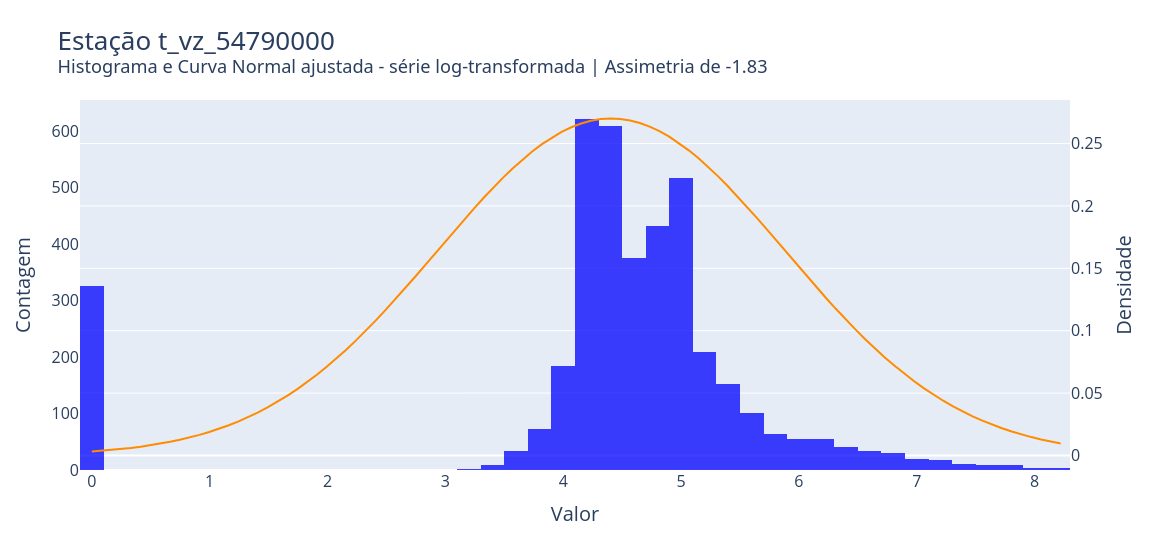 Estação t_vz_54790000
Histograma e Curva Normal ajustada - série log-transformada | Assimetria de -1.83
600
500
400
300
200
100
0
Contagem
0.25
0.2
0.15
0.1
0.05
0
Densidade
0 1 2 3 4 5 6 7 8
Valor